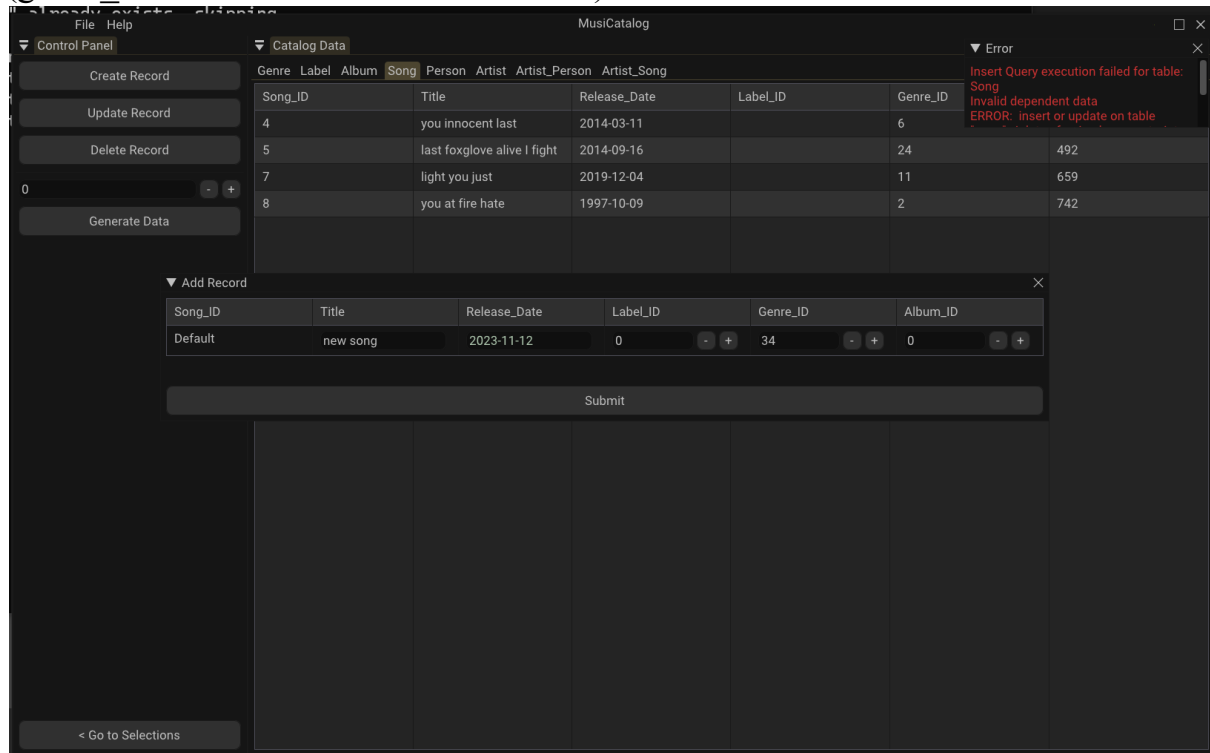 " already exists, skipping
File Help MusiCatalog
Control Panel
Catalog Data
Error
Create Record
Update Record
Delete Record
0 - +
Generate Data
Genre Label Album Song Person Artist Artist_Person Artist_Song
Song_ID Title Release_Date Label_ID Genre_ID
4 you innocent last 2014-03-11 6
5 last foxglove alive I fight 2014-09-16 24 492
7 light you just 2019-12-04 11 659
8 you at fire hate 1997-10-09 2 742
Insert Query execution failed for table:
Song
Invalid dependent data
ERROR: insert or update on table
Add Record
Song_ID Title Release_Date Label_ID Genre_ID Album_ID
Default new song 2023-11-12 0 - + 34 - + 0 - +
Submit
< Go to Selections